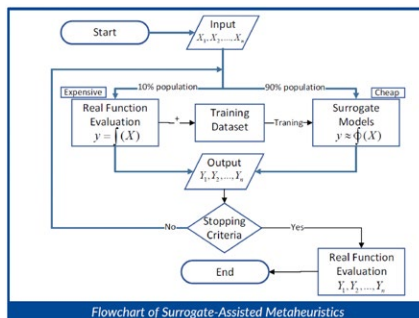 Start
Input
X₁, X₂, ..., Xₙ
Expensive
10% population
90% population
Cheap
Real Function
Evaluation
y = ∫(X)
+
Training
Dataset
Traning
Surrogate
Models
y ≈ ∮(X)
Output
Y₁, Y₂, ..., Yₙ
No
Stopping
Criteria
Yes
End
Real Function
Evaluation
Y₁, Y₂, ..., Yₙ
Flowchart of Surrogate-Assisted Metaheuristics